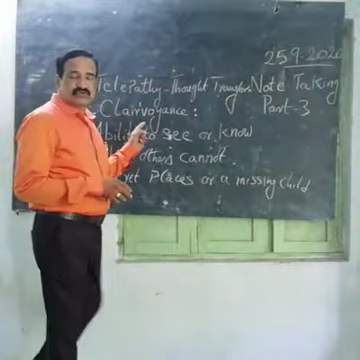 25 9. 2020
Telepathy - Thought Transfer Note Taking
Clairvoyance : Part - 3
Ability to see or know
others cannot.
Places or a missing child